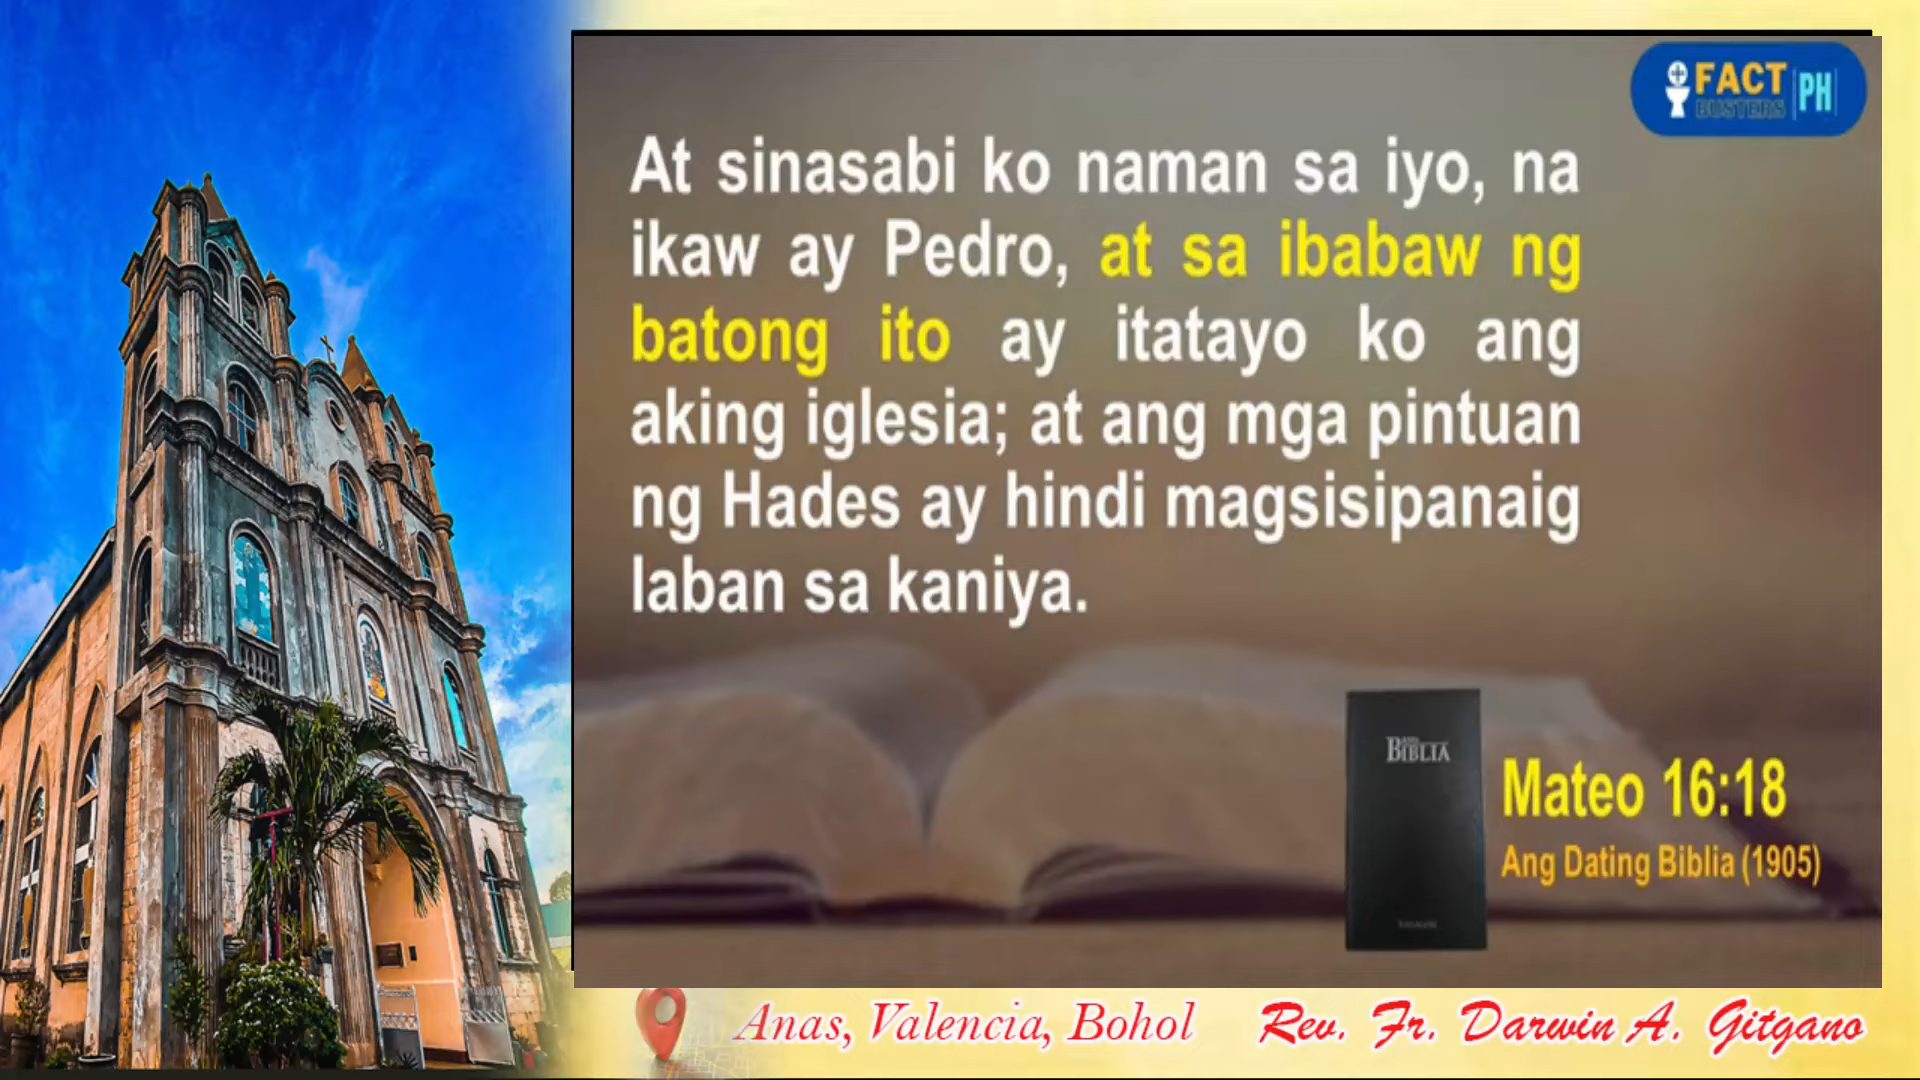 FACT
BUSTERS
PH
At sinasabi ko naman sa iyo, na
ikaw ay Pedro, at sa ibabaw ng
batong ito ay itatayo ko ang
aking iglesia; at ang mga pintuan
ng Hades ay hindi magsisipanaig
laban sa kaniya.
BIBLIA
Mateo 16:18
Ang Dating Biblia (1905)
Anas, Valencia, Bohol
Rev. Fr. Darwin A. Gitgano